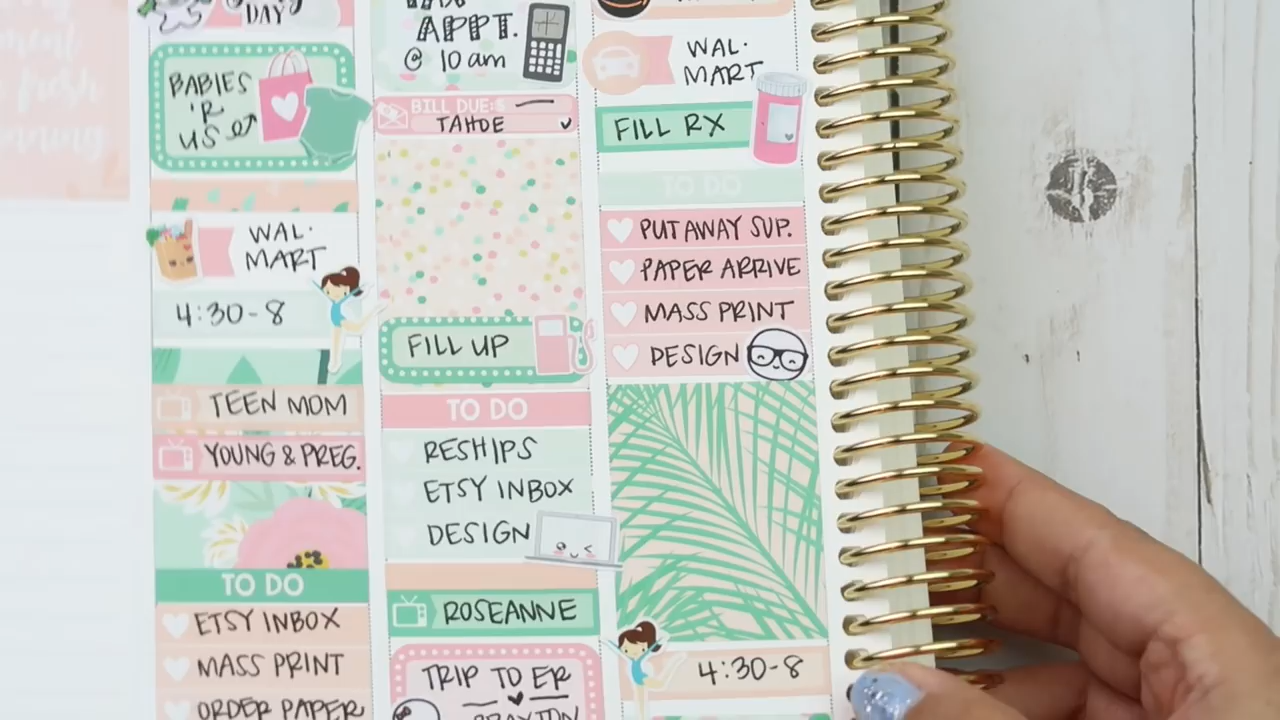 DAY
BABIES
'R
US
WAL-
MART
4:30-8
TEEN MOM
YOUNG & PREG.
TO DO
ETSY INBOX
MASS PRINT
ORDER PAPER
APPT.
@ 10am
BILL DUE:$
TAHOE
FILL UP
TO DO
RESHIPS
ETSY INBOX
DESIGN
ROSEANNE
TRIP TO ER
BRAXTON
WAL-
MART
FILL RX
TO DO
PUT AWAY SUP.
PAPER ARRIVE
MASS PRINT
DESIGN
4:30-8